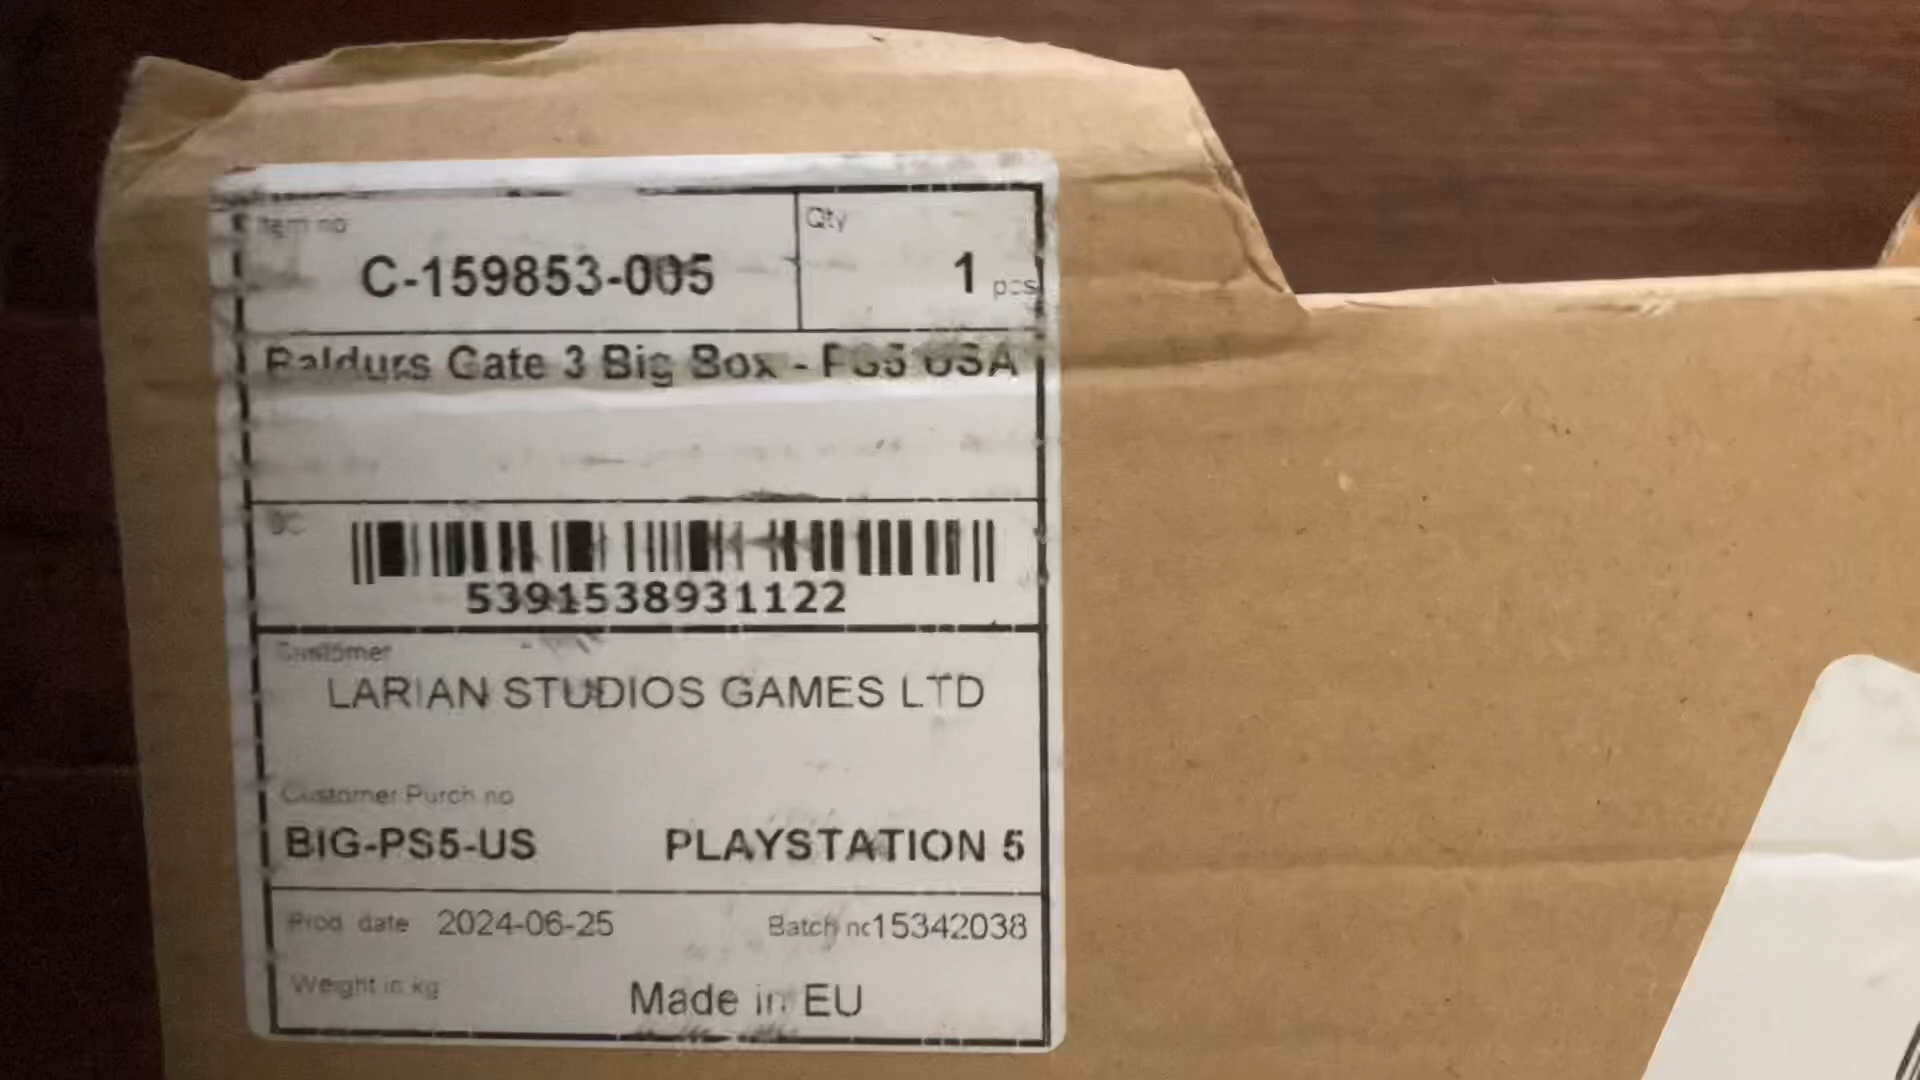 Item no
Qty
C-159853-005
1 pcs
Baldurs Gate 3 Big Box - PS5 USA
5391538931122
Customer
LARIAN STUDIOS GAMES LTD
Customer Purch no
BIG-PS5-US PLAYSTATION 5
Prod. date 2024-06-25 Batch no 15342038
Weight in kg
Made in EU